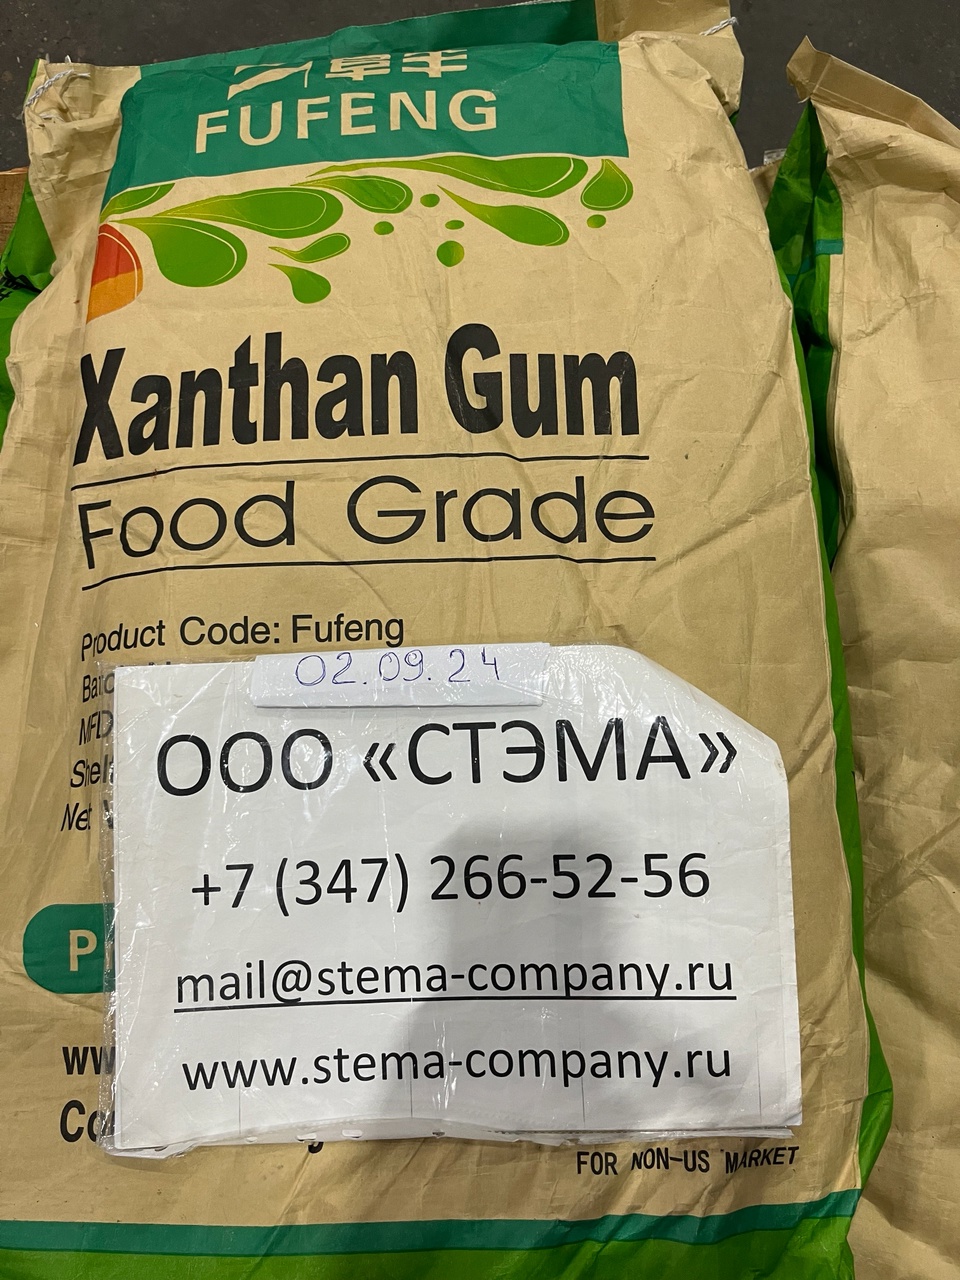 阜丰
FUFENG
Xanthan Gum
Food Grade
Product Code: Fufeng
02.09.24
ООО «СТЭМА»
+7 (347) 266-52-56
mail@stema-company.ru
www.stema-company.ru
Net
FOR NON-US MARKET